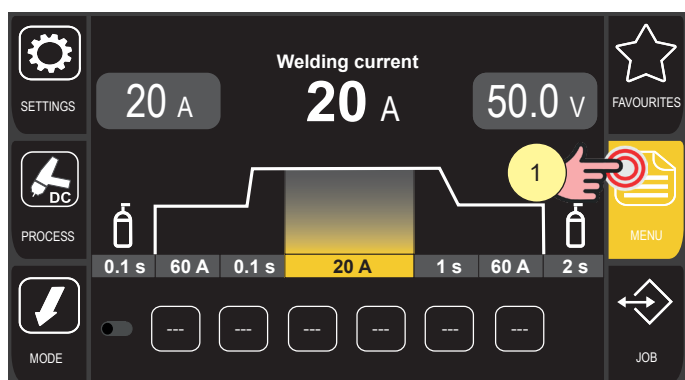 SETTINGS
PROCESS
DC
MODE
Welding current
20 A
20 A
50.0 V
0.1 s
60 A
0.1 s
20 A
1 s
60 A
2 s
---
---
---
---
---
---
FAVOURITES
1
MENU
JOB